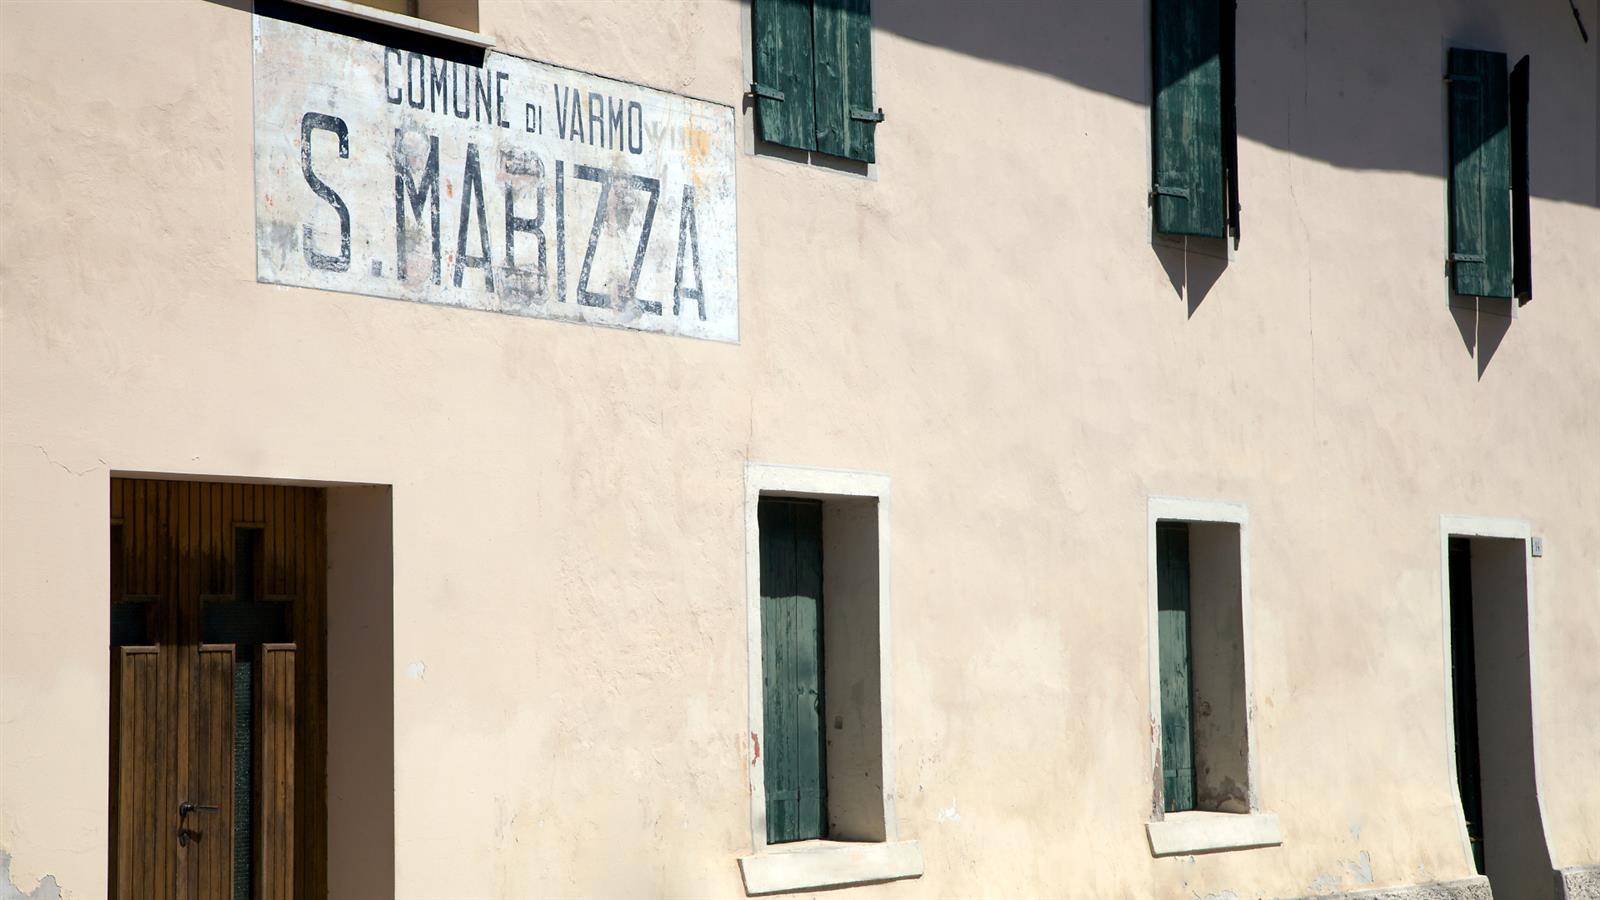 COMUNE DI VARMO
S. MARIZZA